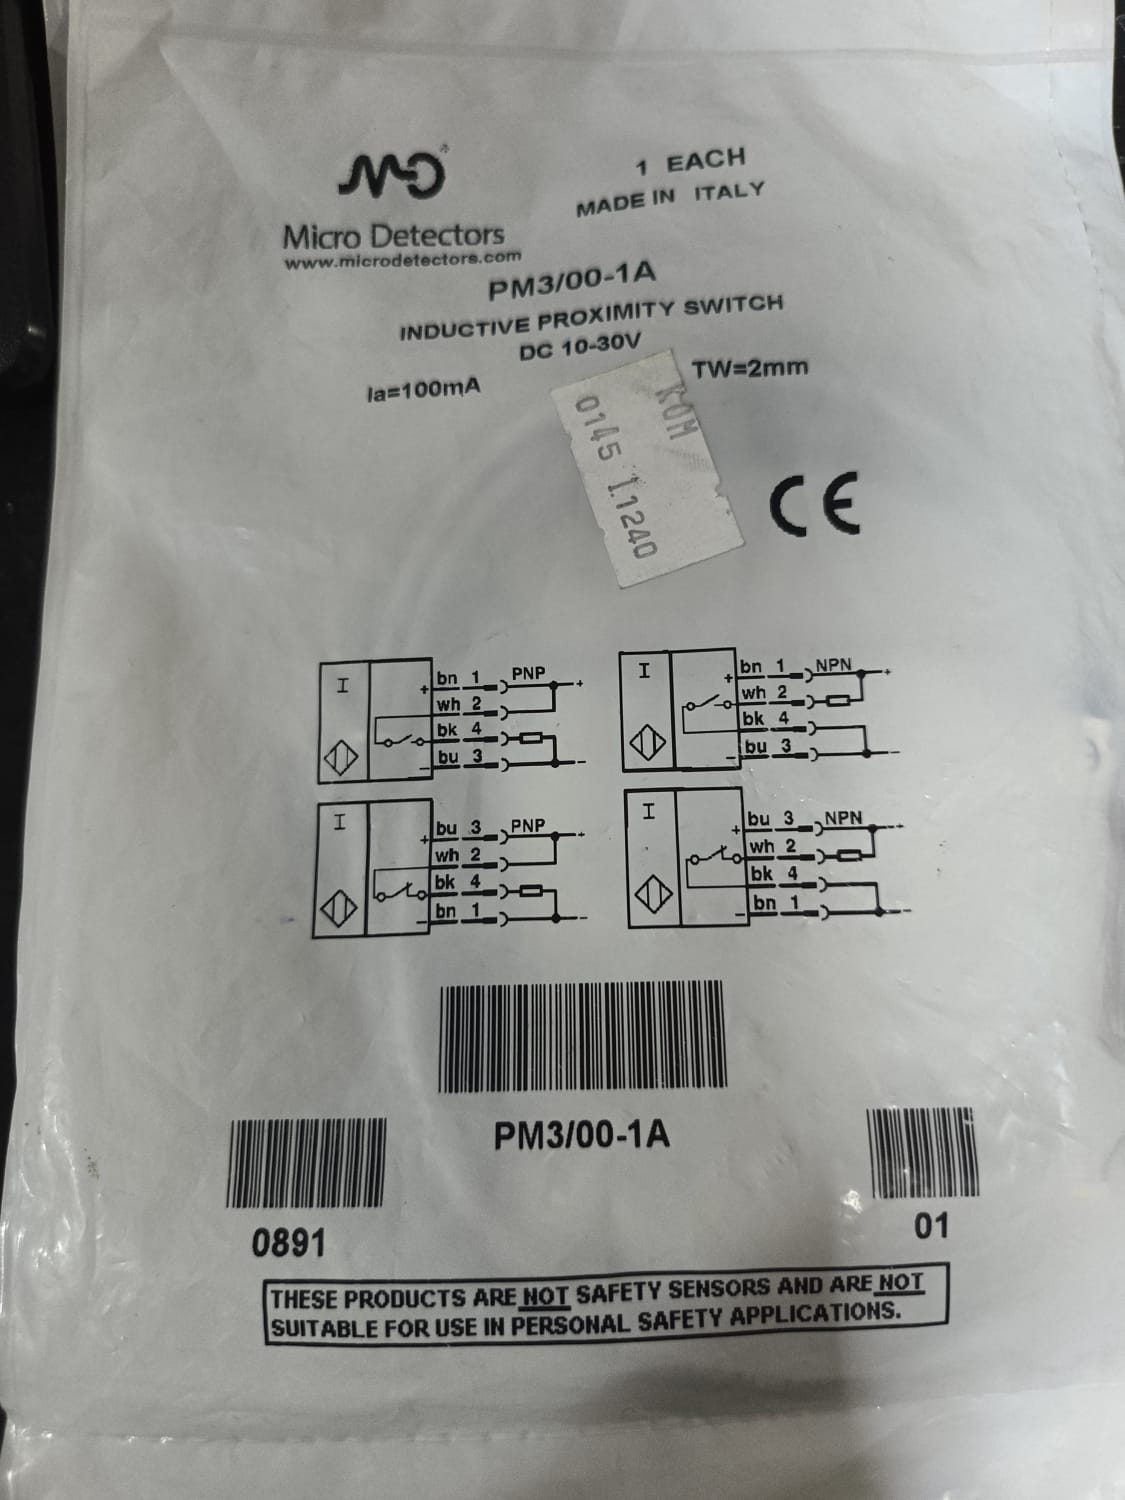 MD®
1 EACH
MADE IN ITALY
Micro Detectors
www.microdetectors.com
PM3/00-1A
INDUCTIVE PROXIMITY SWITCH
DC 10-30V
Ia=100mA
TW=2mm
ROM
0145 1.1240
CE
I
+
bn 1 PNP +
wh 2
bk 4
- bu 3 -
I
+
bn 1 NPN +
wh 2
bk 4
- bu 3 -
I
+
bu 3 PNP +
wh 2
bk 4
- bn 1 -
I
+
bu 3 NPN +
wh 2
bk 4
- bn 1 -
PM3/00-1A
0891
01
THESE PRODUCTS ARE NOT SAFETY SENSORS AND ARE NOT
SUITABLE FOR USE IN PERSONAL SAFETY APPLICATIONS.